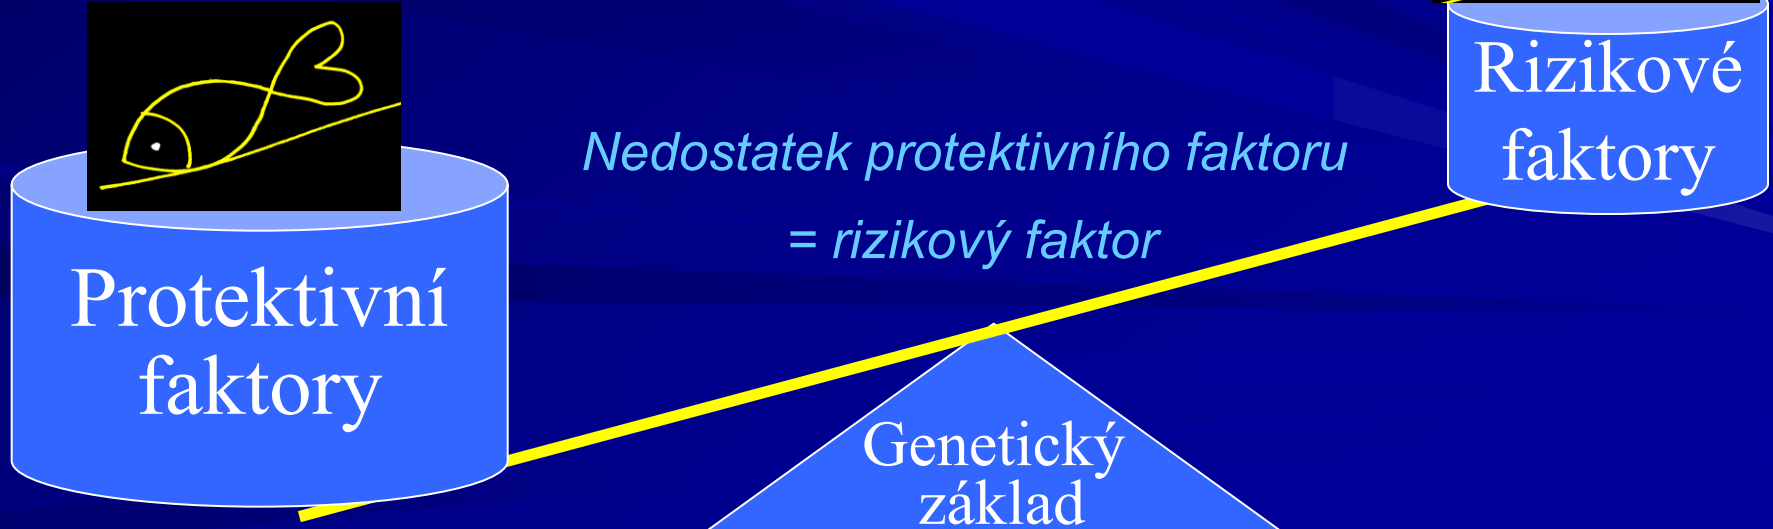 Rizikové
faktory
Nedostatek protektivního faktoru
= rizikový faktor
Protektivní
faktory
Genetický
základ